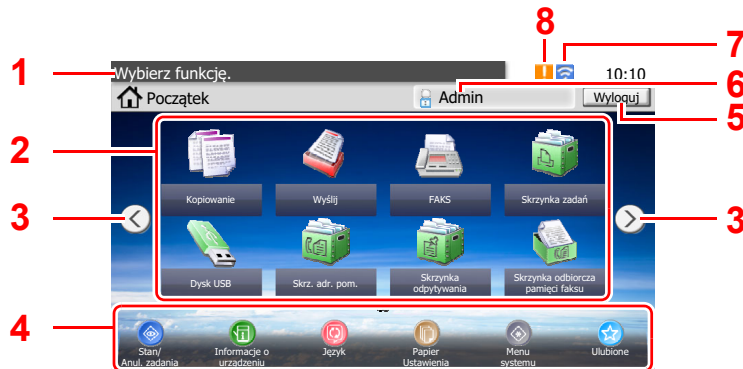 8
7
1
Wybierz funkcję.
10:10
6
Początek
Admin
Wyloguj
5
2
Kopiowanie
Wyślij
FAKS
Skrzynka zadań
3
3
Dysk USB
Skrz. adr. pom.
Skrzynka
odpytywania
Skrzynka odbiorcza
pamięci faksu
4
Stan/
Anul. zadania
Informacje o
urządzeniu
Język
Papier
Ustawienia
Menu
systemu
Ulubione